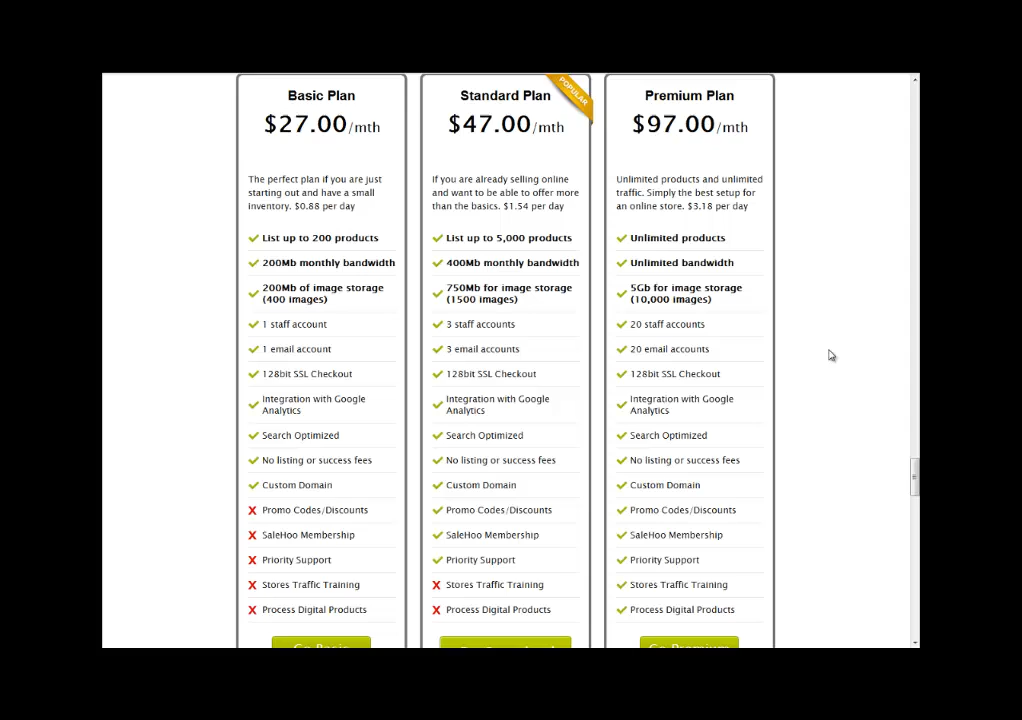 Basic Plan
$27.00/mth
The perfect plan if you are just
starting out and have a small
inventory. $0.88 per day
List up to 200 products
200Mb monthly bandwidth
200Mb of image storage
(400 images)
1 staff account
1 email account
128bit SSL Checkout
Integration with Google
Analytics
Search Optimized
No listing or success fees
Custom Domain
X Promo Codes/Discounts
X SaleHoo Membership
X Priority Support
X Stores Traffic Training
X Process Digital Products
Standard Plan
POPULAR
$47.00/mth
If you are already selling online
and want to be able to offer more
than the basics. $1.54 per day
List up to 5,000 products
400Mb monthly bandwidth
750Mb for image storage
(1500 images)
3 staff accounts
3 email accounts
128bit SSL Checkout
Integration with Google
Analytics
Search Optimized
No listing or success fees
Custom Domain
Promo Codes/Discounts
SaleHoo Membership
Priority Support
X Stores Traffic Training
X Process Digital Products
Premium Plan
$97.00/mth
Unlimited products and unlimited
traffic. Simply the best setup for
an online store. $3.18 per day
Unlimited products
Unlimited bandwidth
5Gb for image storage
(10,000 images)
20 staff accounts
20 email accounts
128bit SSL Checkout
Integration with Google
Analytics
Search Optimized
No listing or success fees
Custom Domain
Promo Codes/Discounts
SaleHoo Membership
Priority Support
Stores Traffic Training
Process Digital Products